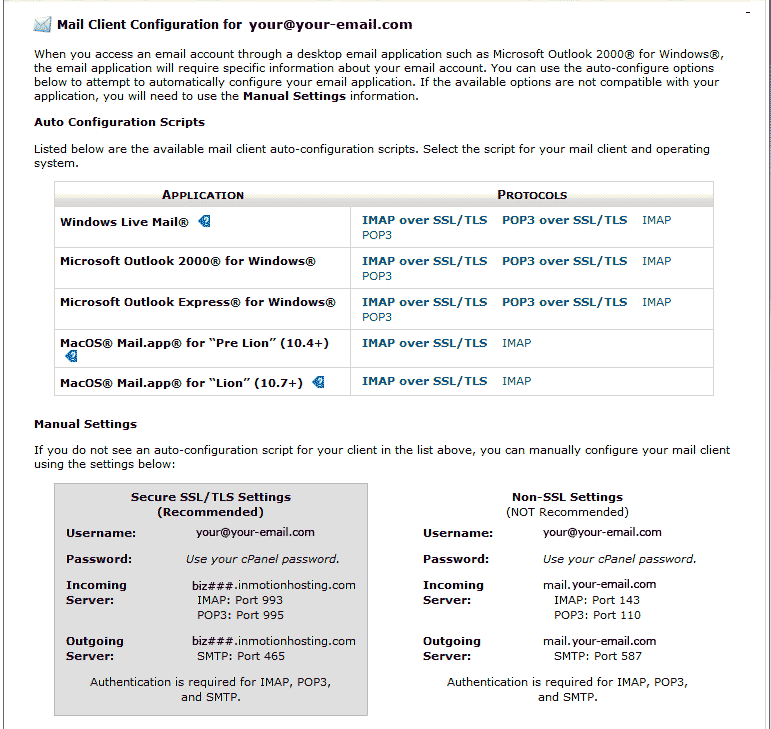 Mail Client Configuration for your@your-email.com
When you access an email account through a desktop email application such as Microsoft Outlook 2000® for Windows®,
the email application will require specific information about your email account. You can use the auto-configure options
below to attempt to automatically configure your email application. If the available options are not compatible with your
application, you will need to use the Manual Settings information.
Auto Configuration Scripts
Listed below are the available mail client auto-configuration scripts. Select the script for your mail client and operating
system.
APPLICATION PROTOCOLS
Windows Live Mail® IMAP over SSL/TLS POP3 over SSL/TLS IMAP
POP3
Microsoft Outlook 2000® for Windows® IMAP over SSL/TLS POP3 over SSL/TLS IMAP
POP3
Microsoft Outlook Express® for Windows® IMAP over SSL/TLS POP3 over SSL/TLS IMAP
POP3
MacOS® Mail.app® for “Pre Lion” (10.4+) IMAP over SSL/TLS IMAP
MacOS® Mail.app® for “Lion” (10.7+) IMAP over SSL/TLS IMAP
Manual Settings
If you do not see an auto-configuration script for your client in the list above, you can manually configure your mail client
using the settings below:
Secure SSL/TLS Settings
(Recommended)
Username: your@your-email.com
Password: Use your cPanel password.
Incoming biz###.inmotionhosting.com
Server: IMAP: Port 993
POP3: Port 995
Outgoing biz###.inmotionhosting.com
Server: SMTP: Port 465
Authentication is required for IMAP, POP3,
and SMTP.
Non-SSL Settings
(NOT Recommended)
Username: your@your-email.com
Password: Use your cPanel password.
Incoming mail.your-email.com
Server: IMAP: Port 143
POP3: Port 110
Outgoing mail.your-email.com
Server: SMTP: Port 587
Authentication is required for IMAP, POP3,
and SMTP.